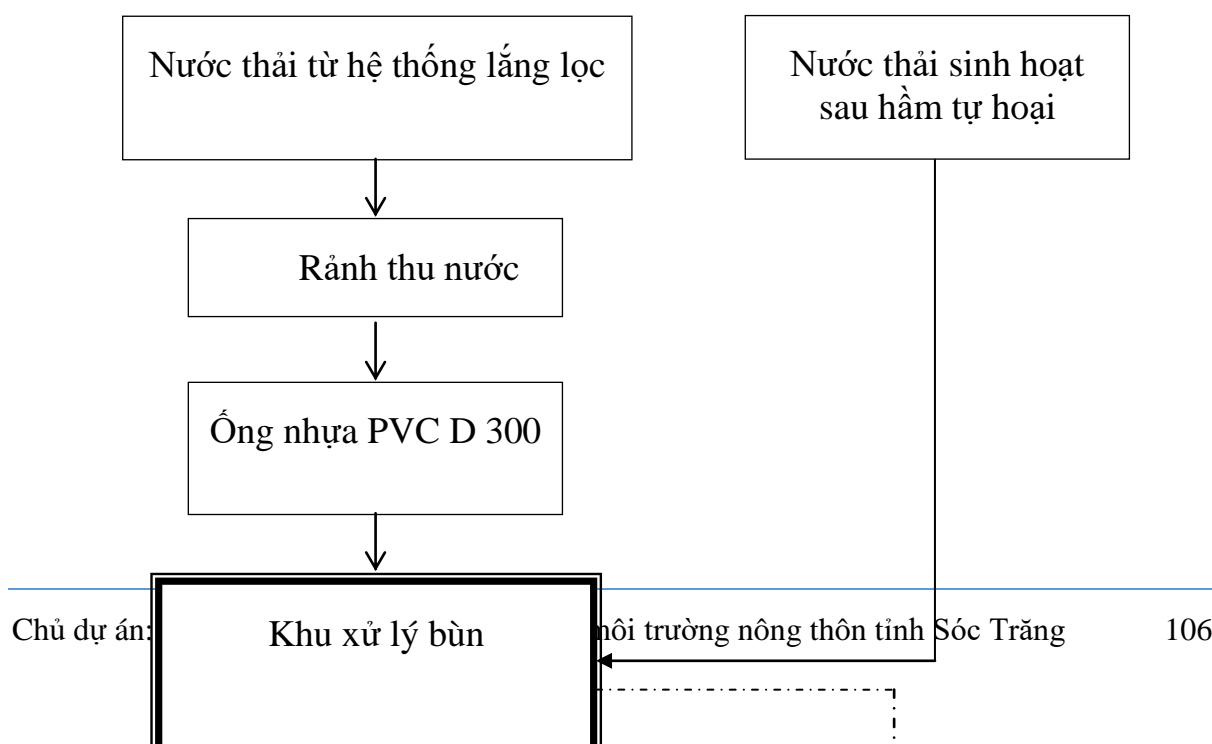 Nước thải từ hệ thống lắng lọc
Nước thải sinh hoạt
sau hầm tự hoại
Rảnh thu nước
Ống nhựa PVC D 300
Khu xử lý bùn
Chủ dự án: môi trường nông thôn tỉnh Sóc Trăng 106